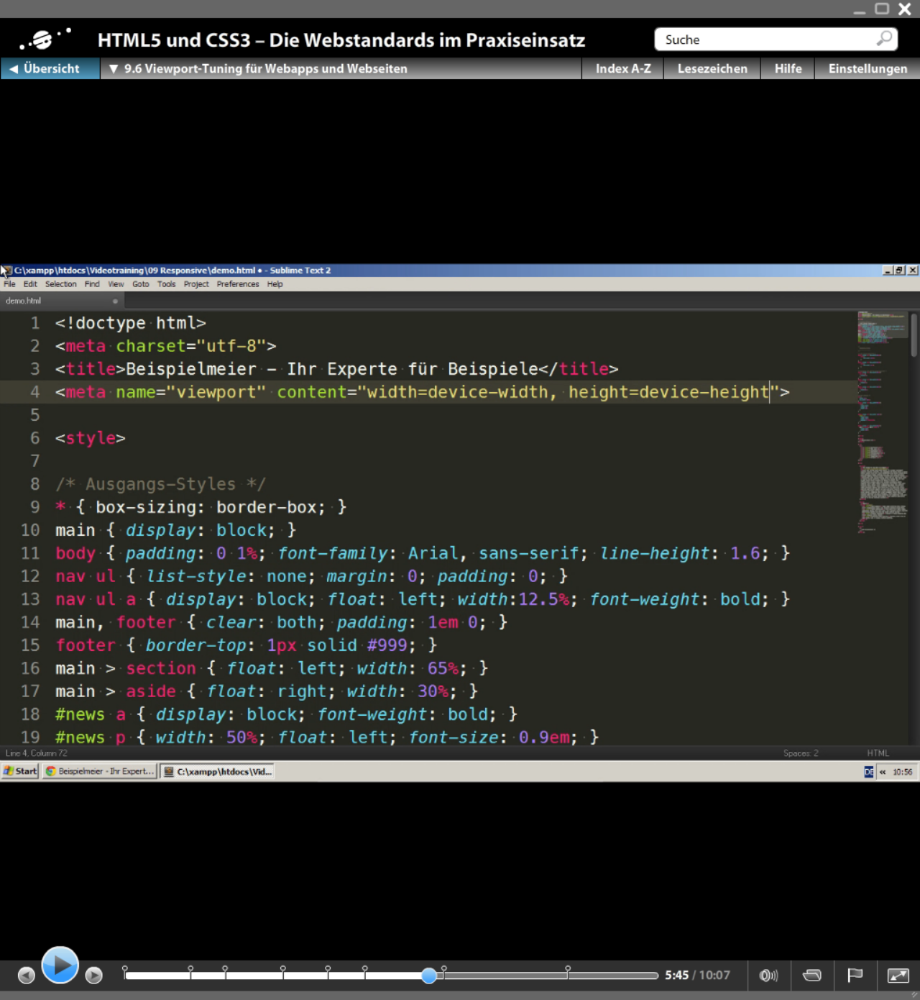 HTML5 und CSS3 – Die Webstandards im Praxiseinsatz
Suche
◀ Übersicht
▼ 9.6 Viewport-Tuning für Webapps und Webseiten
Index A-Z
Lesezeichen
Hilfe
Einstellungen
C:\xampp\htdocs\Videotraining\09 Responsive\demo.html • - Sublime Text 2
File Edit Selection Find View Goto Tools Project Preferences Help
demo.html
1 <!doctype html>
2 <meta charset="utf-8">
3 <title>Beispielmeier – Ihr Experte für Beispiele</title>
4 <meta name="viewport" content="width=device-width, height=device-height">
5
6 <style>
7
8 /* Ausgangs-Styles */
9 * { box-sizing: border-box; }
10 main { display: block; }
11 body { padding: 0 1%; font-family: Arial, sans-serif; line-height: 1.6; }
12 nav ul { list-style: none; margin: 0; padding: 0; }
13 nav ul a { display: block; float: left; width:12.5%; font-weight: bold; }
14 main, footer { clear: both; padding: 1em 0; }
15 footer { border-top: 1px solid #999; }
16 main > section { float: left; width: 65%; }
17 main > aside { float: right; width: 30%; }
18 #news a { display: block; font-weight: bold; }
19 #news p { width: 50%; float: left; font-size: 0.9em; }
Line 4, Column 72
Spaces: 2
HTML
Start
Beispielmeier - Ihr Expert...
C:\xampp\htdocs\Vid...
DE
«
10:56
5:45 / 10:07